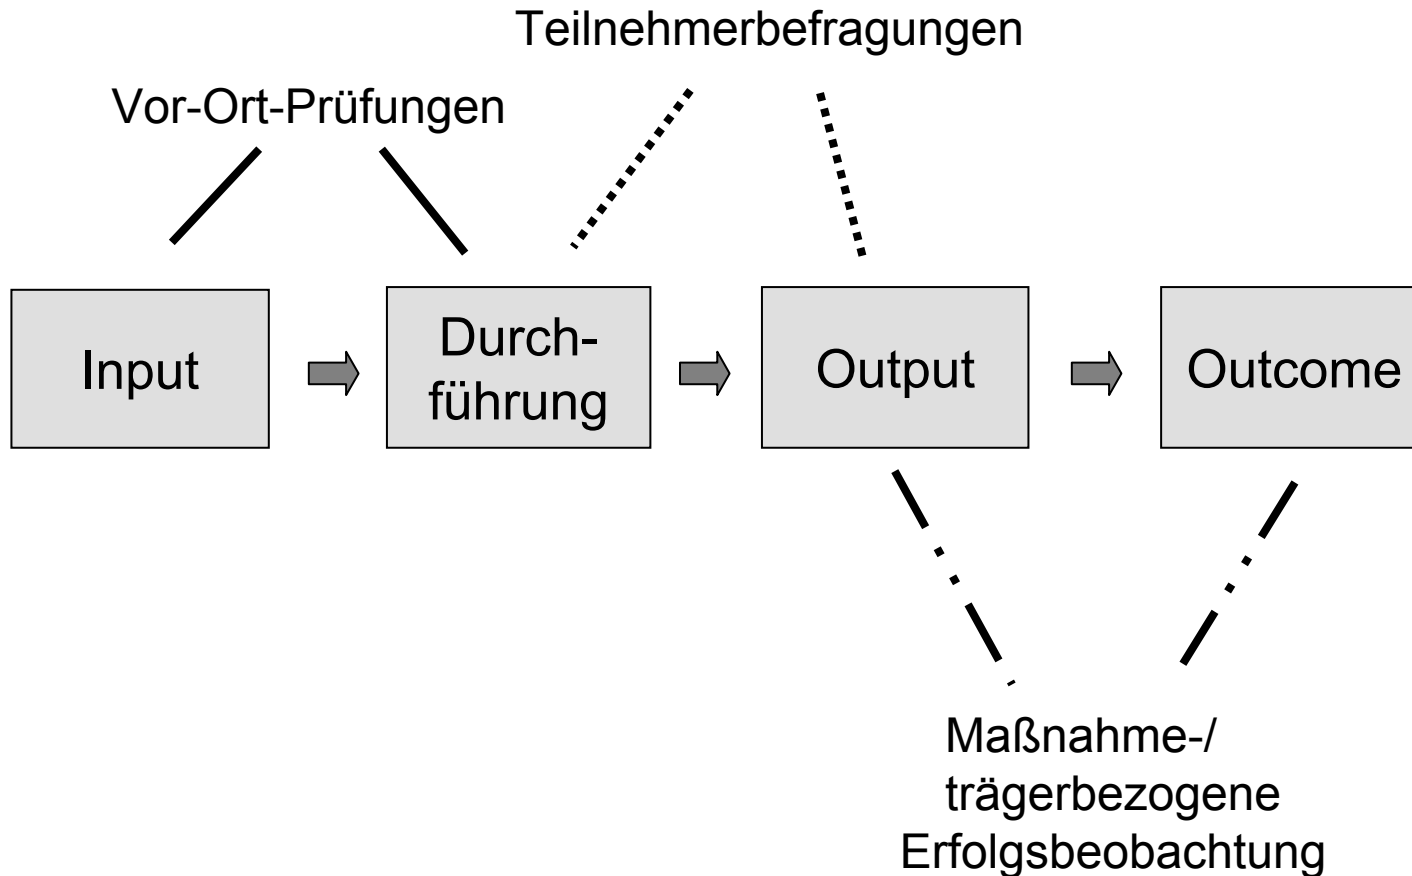 Teilnehmerbefragungen
Vor-Ort-Prüfungen
Input
Durch-
führung
Output
Outcome
Maßnahme-/
trägerbezogene
Erfolgsbeobachtung